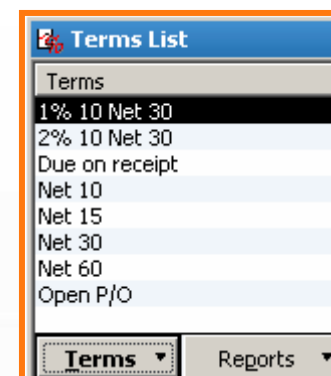 Terms List
Terms
1% 10 Net 30
2% 10 Net 30
Due on receipt
Net 10
Net 15
Net 30
Net 60
Open P/O
Terms Reports